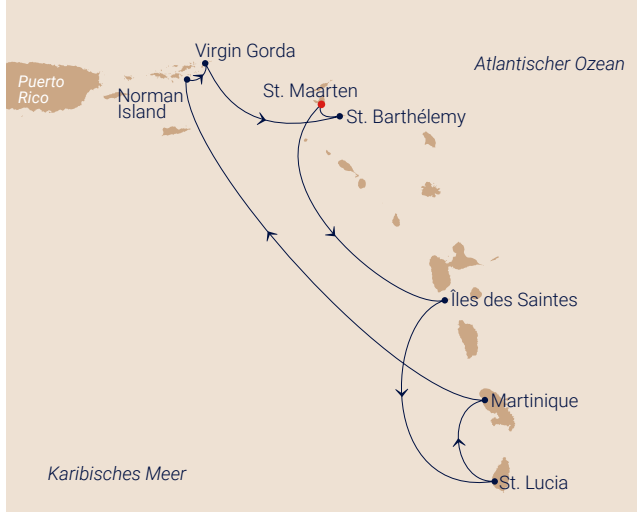 Virgin Gorda
Atlantischer Ozean
Puerto
Rico
Norman
Island
St. Maarten
St. Barthélemy
Îles des Saintes
Martinique
Karibisches Meer
St. Lucia